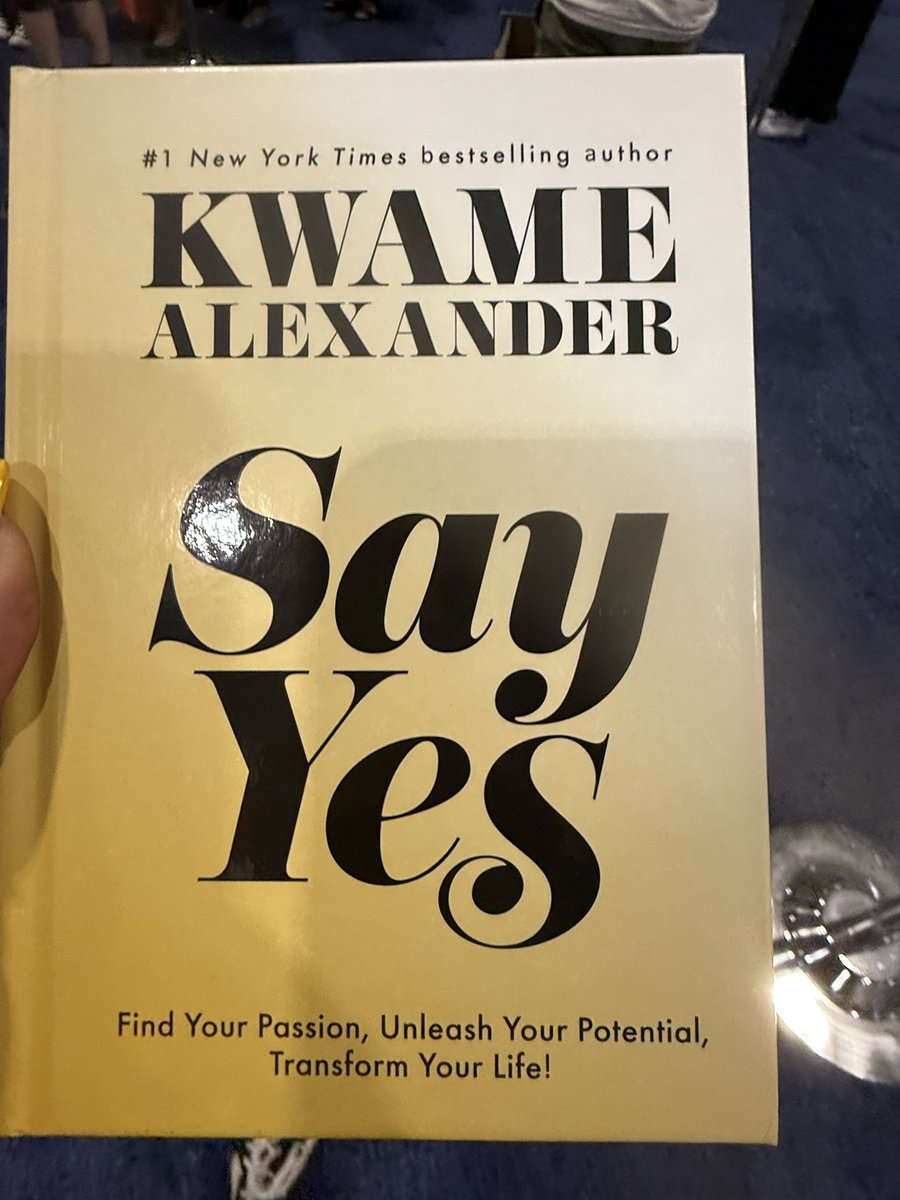 #1 New York Times bestselling author
KWAME
ALEXANDER
Say
Yes
Find Your Passion, Unleash Your Potential,
Transform Your Life!